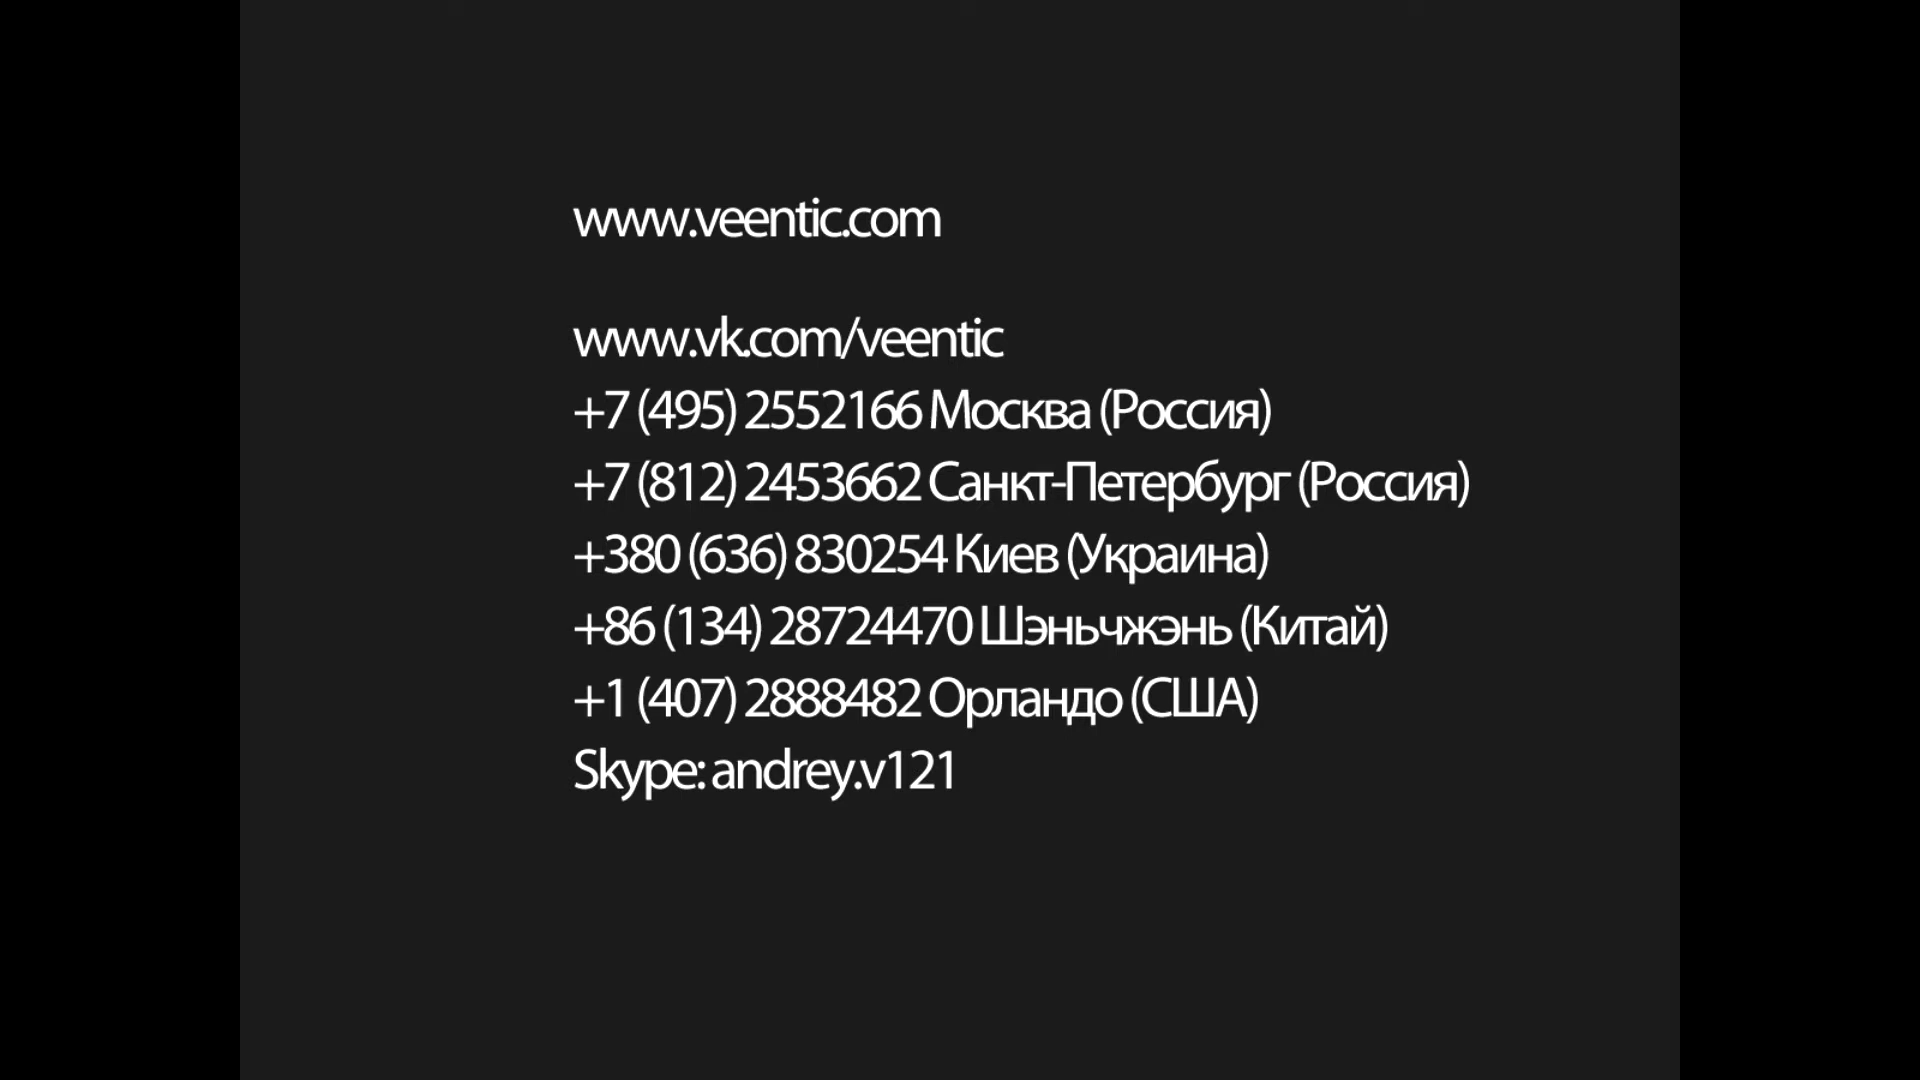 www.veentic.com
www.vk.com/veentic
+7 (495) 2552166 Москва (Россия)
+7 (812) 2453662 Санкт-Петербург (Россия)
+380 (636) 830254 Киев (Украина)
+86 (134) 28724470 Шэньчжэнь (Китай)
+1 (407) 2888482 Орландо (США)
Skype: andrey.v121